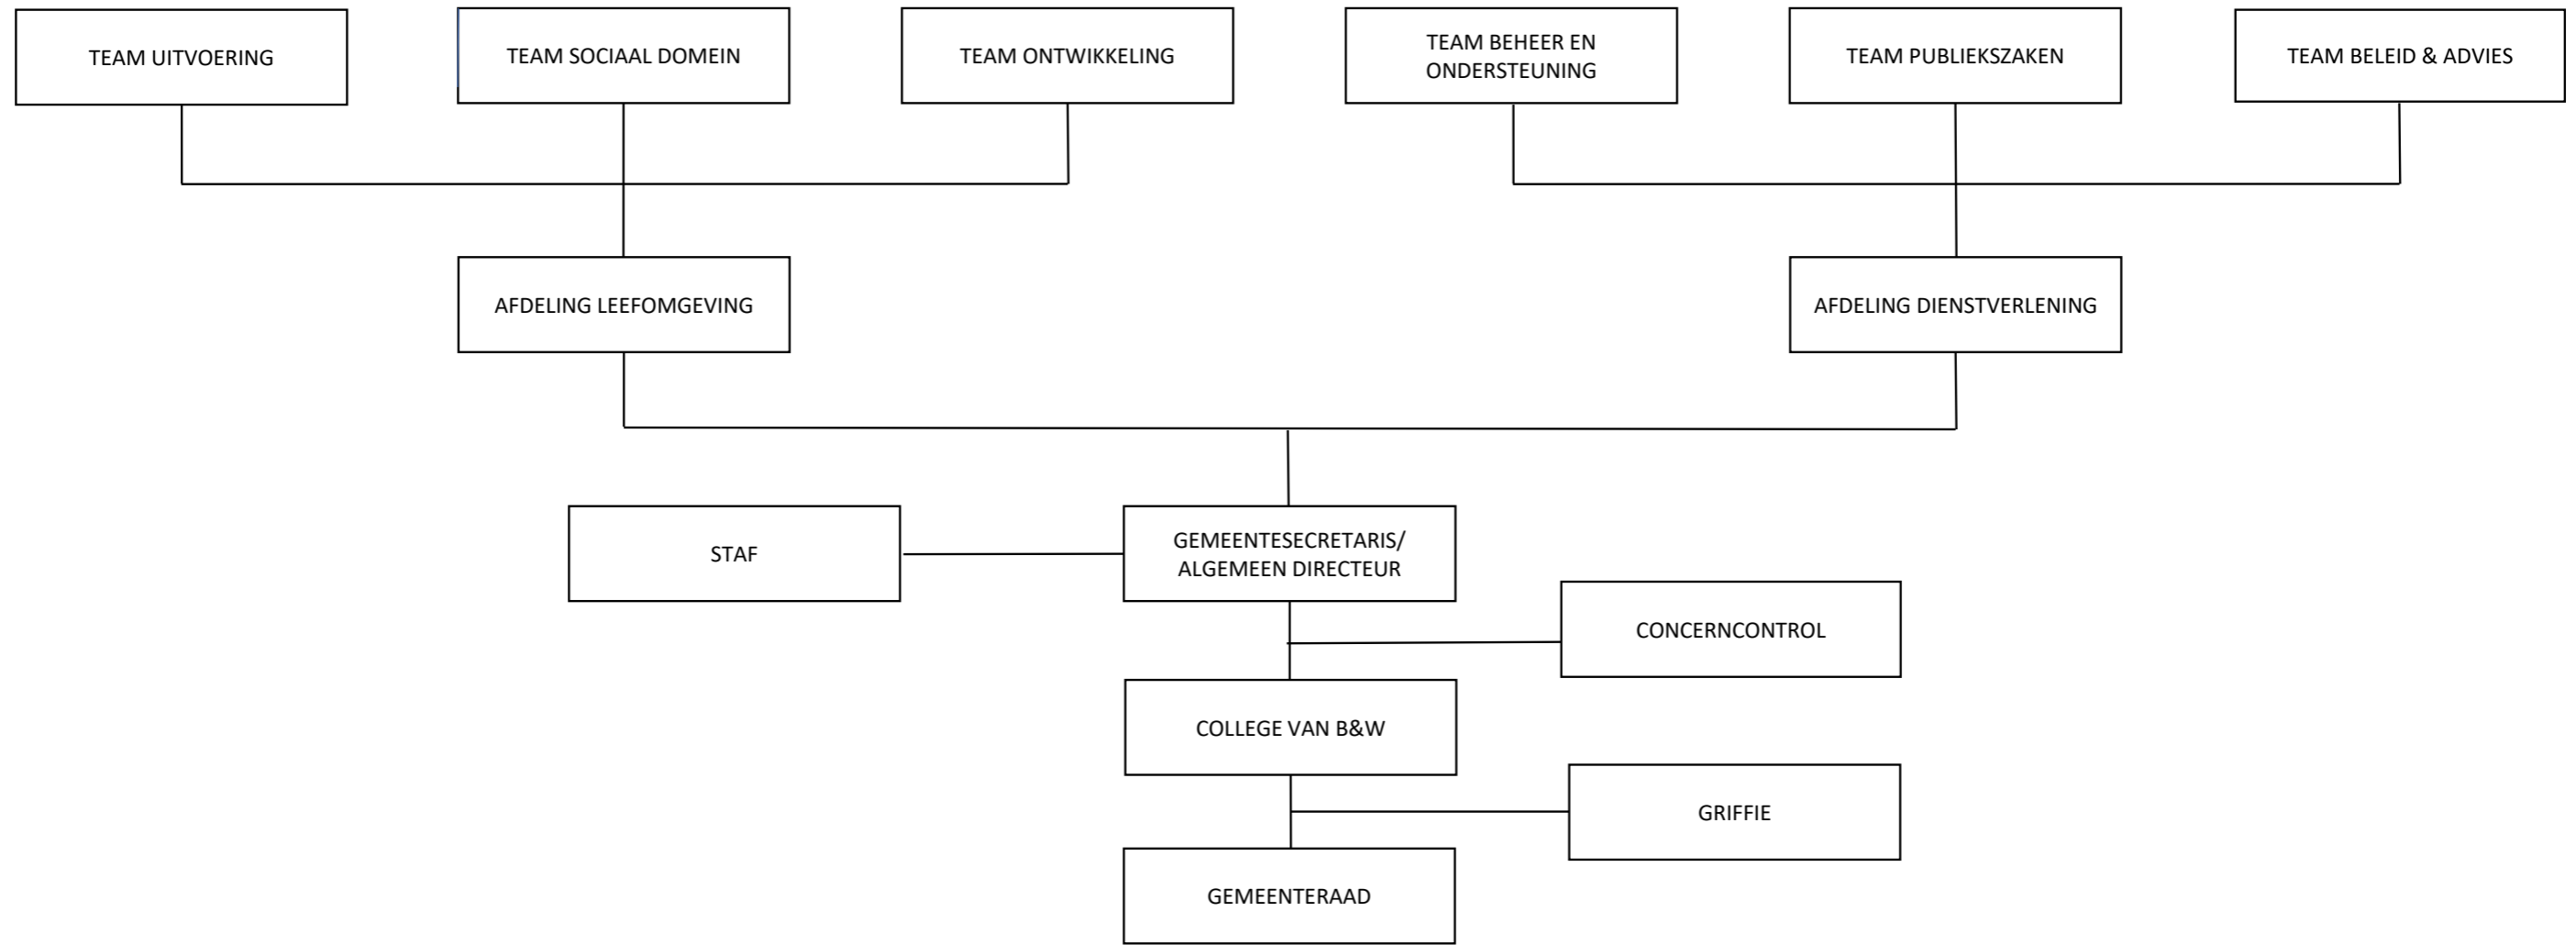 TEAM UITVOERING
TEAM SOCIAAL DOMEIN
TEAM ONTWIKKELING
TEAM BEHEER EN
ONDERSTEUNING
TEAM PUBLIEKSZAKEN
TEAM BELEID & ADVIES
AFDELING LEEFOMGEVING
AFDELING DIENSTVERLENING
STAF
GEMEENTESECRETARIS/
ALGEMEEN DIRECTEUR
CONCERNCONTROL
COLLEGE VAN B&W
GRIFFIE
GEMEENTERAAD